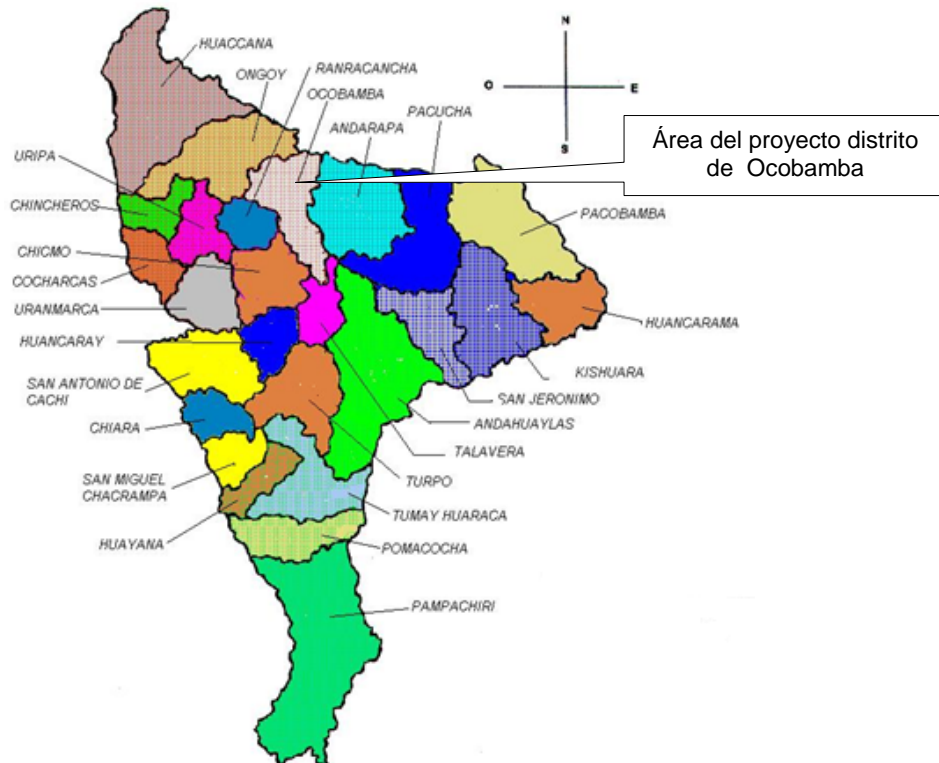 HUACCANA
ONGOY
RANRACANCHA
OCOBAMBA
ANDARAPA
PACUCHA
N
O
E
S
Área del proyecto distrito
de Ocobamba
URIPA
CHINCHEROS
CHICMO
COCHARCAS
URANMARCA
HUANCARAY
SAN ANTONIO DE
CACHI
CHIARA
SAN MIGUEL
CHACRAMPA
HUAYANA
PACOBAMBA
HUANCARAMA
KISHUARA
SAN JERONIMO
ANDAHUAYLAS
TALAVERA
TURPO
TUMAY HUARACA
POMACOCHA
PAMPACHIRI